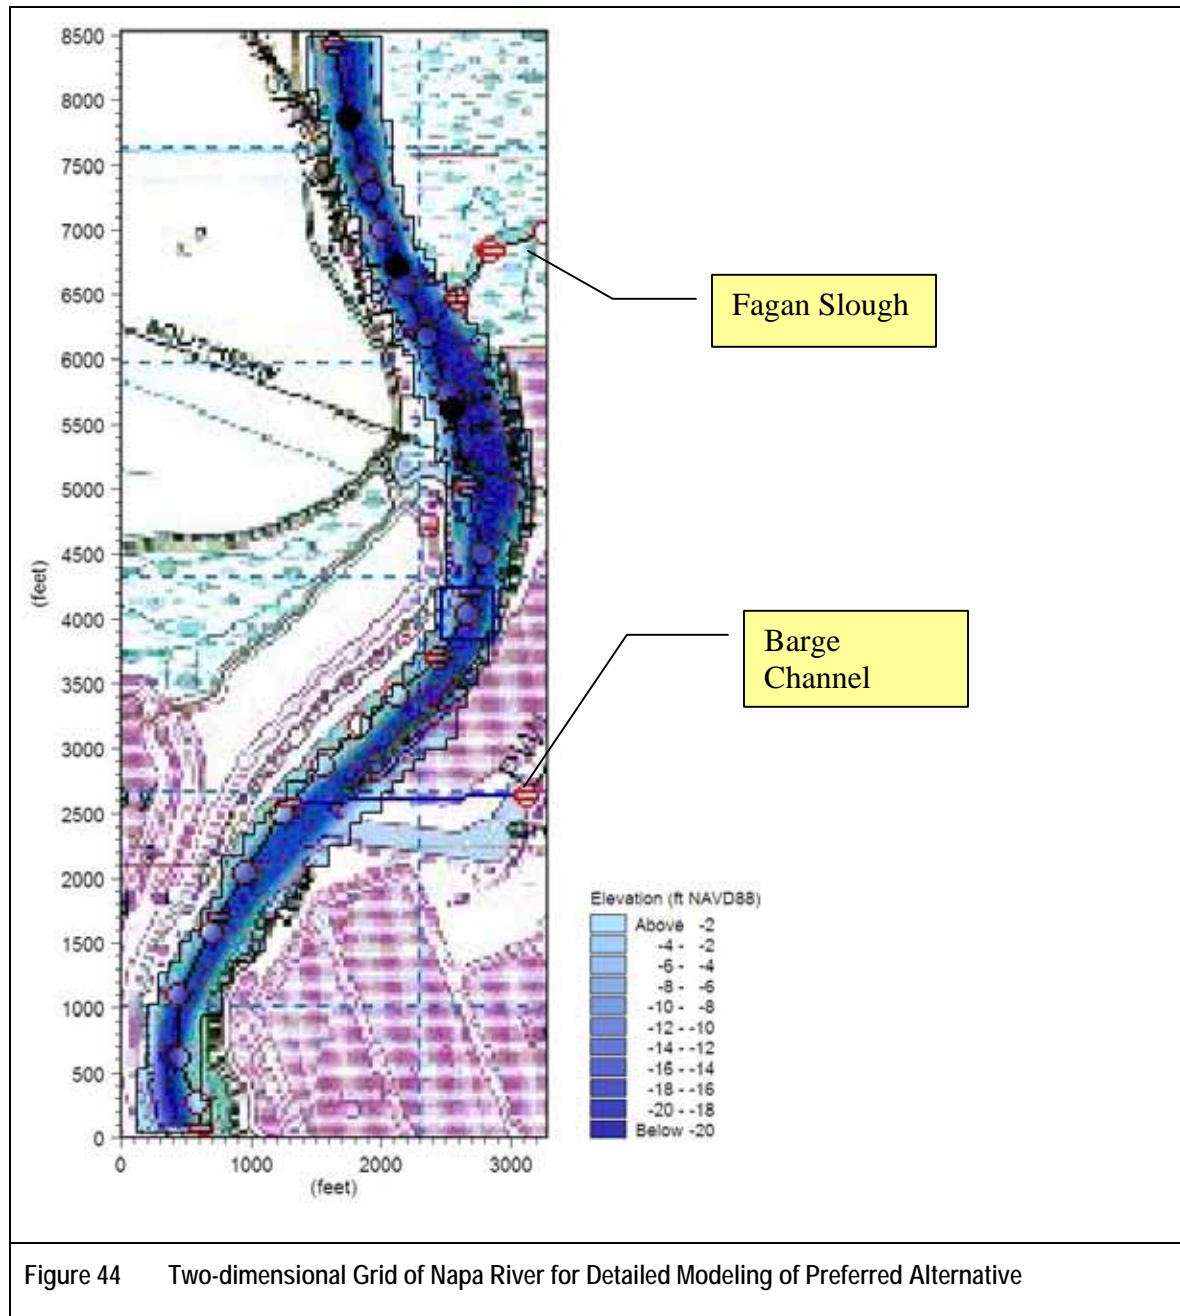 8500
8000
7500
7000
6500
6000
5500
5000
4500
4000
3500
3000
2500
2000
1500
1000
500
0
(feet)
0 1000 2000 3000
(feet)
Fagan Slough
Barge
Channel
Elevation (ft NAVD88)
Above -2
-4 - -2
-6 - -4
-8 - -6
-10 - -8
-12 - -10
-14 - -12
-16 - -14
-18 - -16
-20 - -18
Below -20
Figure 44 Two-dimensional Grid of Napa River for Detailed Modeling of Preferred Alternative